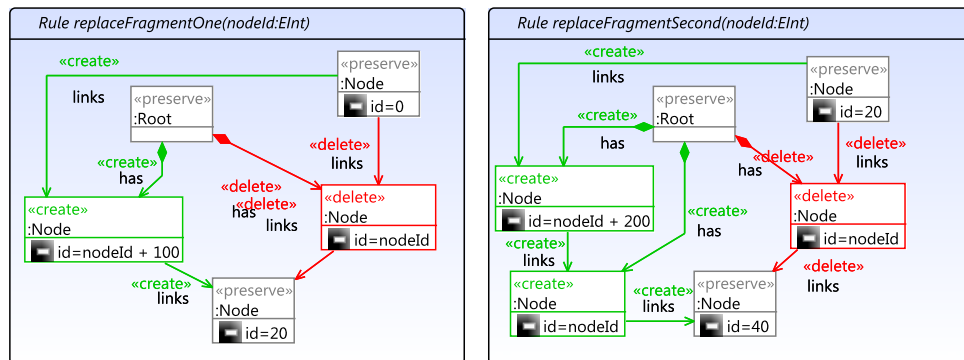 Rule replaceFragmentOne(nodeId:EInt)
«create»
links
«preserve»
:Node
id=0
«preserve»
:Root
«delete»
links
«create»
has
«delete»
«delete»
has
links
«delete»
:Node
id=nodeId
«create»
:Node
id=nodeId + 100
«create»
links
«preserve»
:Node
id=20
Rule replaceFragmentSecond(nodeId:EInt)
«create»
links
«preserve»
:Node
id=20
«preserve»
:Root
«create»
has
«delete»
has
«delete»
links
«create»
:Node
id=nodeId + 200
«delete»
:Node
id=nodeId
«create»
has
«create»
links
«delete»
links
«create»
:Node
id=nodeId
«create»
links
«preserve»
:Node
id=40